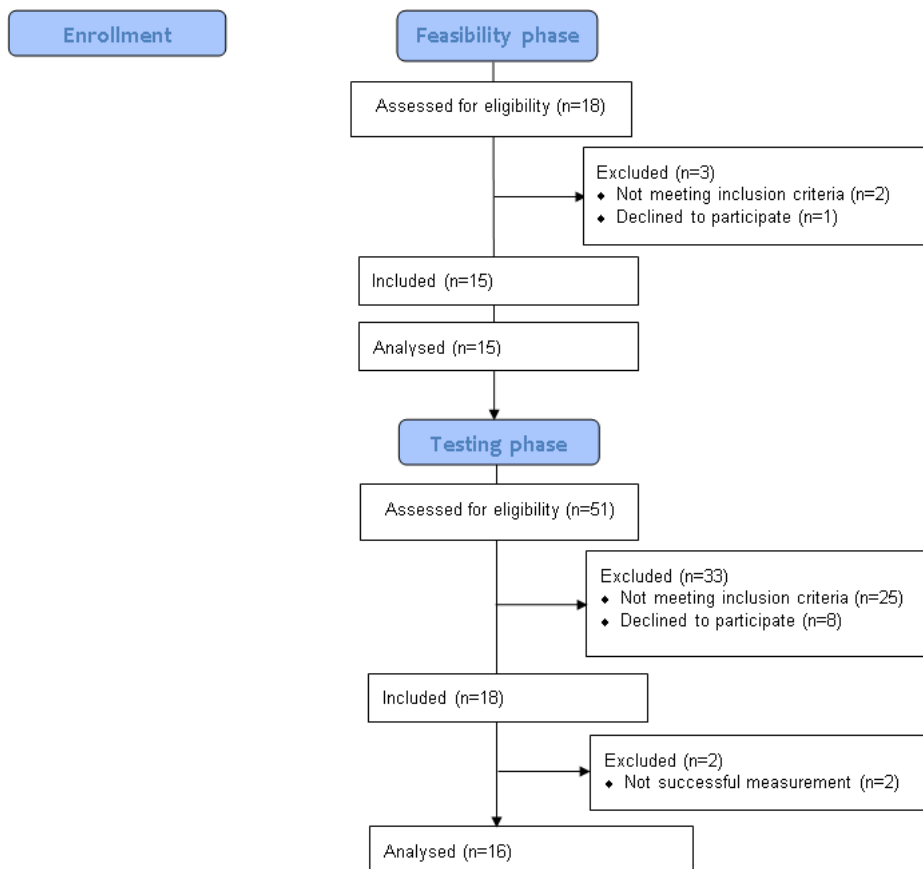 Enrollment
Feasibility phase
Assessed for eligibility (n=18)
Excluded (n=3)
♦ Not meeting inclusion criteria (n=2)
♦ Declined to participate (n=1)
Included (n=15)
Analysed (n=15)
Testing phase
Assessed for eligibility (n=51)
Excluded (n=33)
♦ Not meeting inclusion criteria (n=25)
♦ Declined to participate (n=8)
Included (n=18)
Excluded (n=2)
♦ Not successful measurement (n=2)
Analysed (n=16)